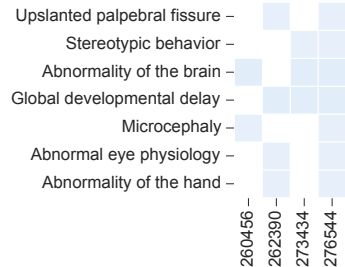 Upslanted palpebral fissure
Stereotypic behavior
Abnormality of the brain
Global developmental delay
Microcephaly
Abnormal eye physiology
Abnormality of the hand
260456
262390
273434
276544